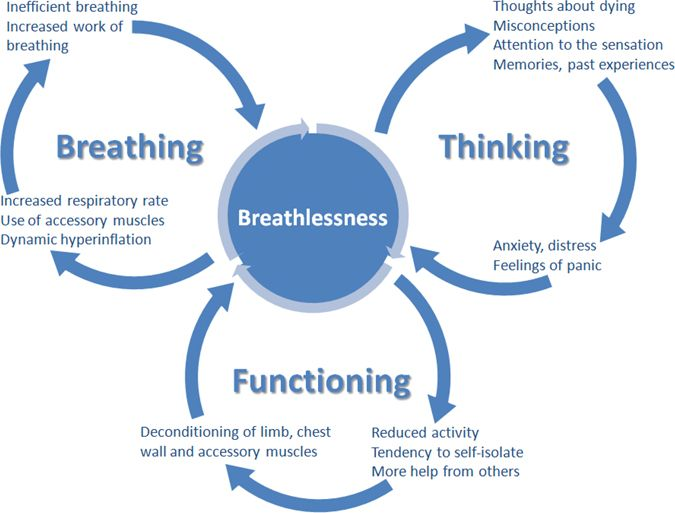 Inefficient breathing
Increased work of
breathing
Breathing
Increased respiratory rate
Use of accessory muscles
Dynamic hyperinflation
Breathlessness
Thoughts about dying
Misconceptions
Attention to the sensation
Memories, past experiences
Thinking
Anxiety, distress
Feelings of panic
Functioning
Deconditioning of limb, chest
wall and accessory muscles
Reduced activity
Tendency to self-isolate
More help from others